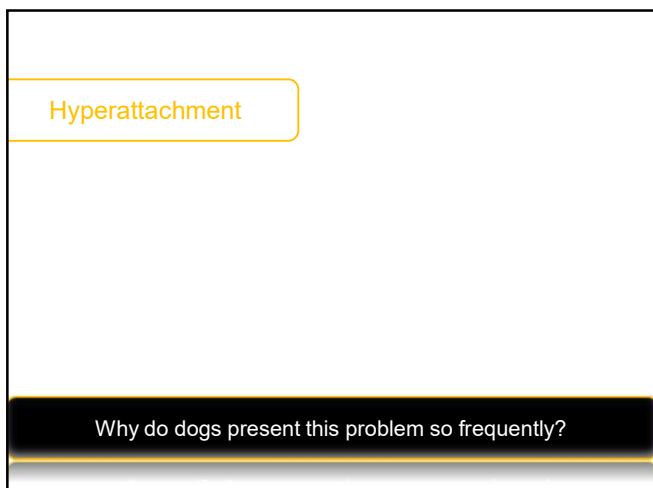 Hyperattachment
Why do dogs present this problem so frequently?